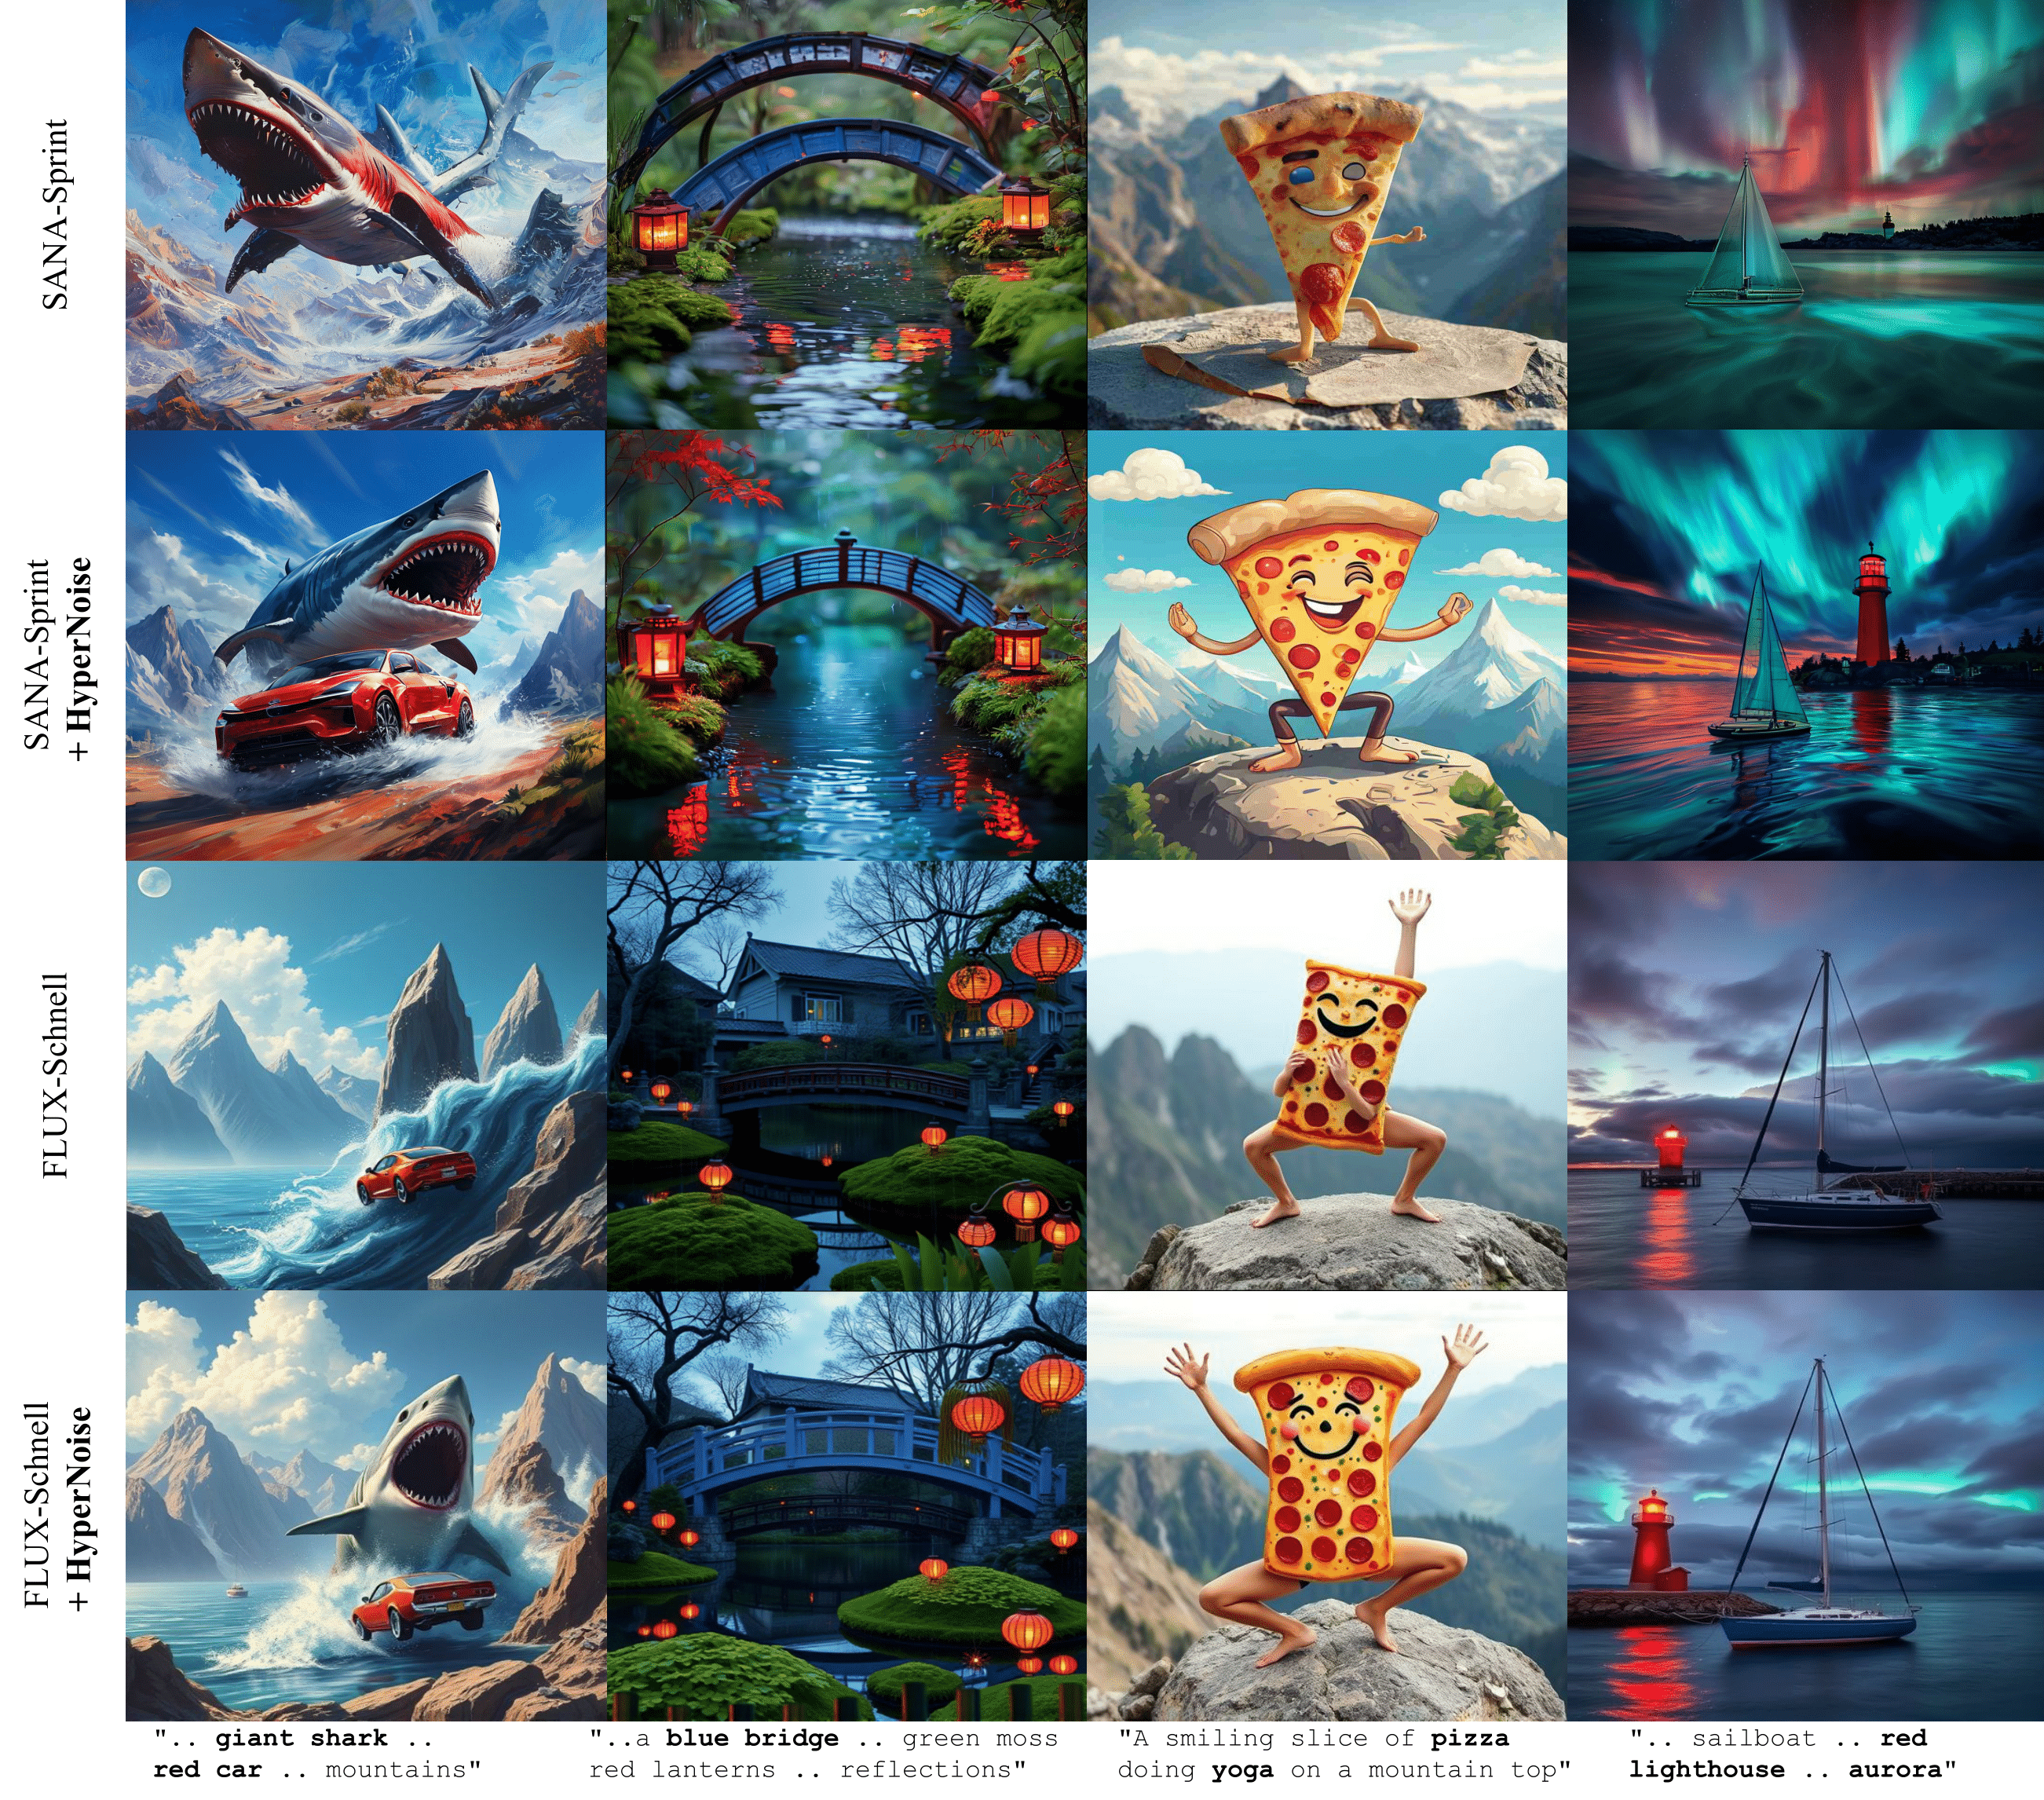 SANA-Sprint
SANA-Sprint
+ HyperNoise
FLUX-Schnell
FLUX-Schnell
+ HyperNoise
".. giant shark ..
red car .. mountains"
"..a blue bridge .. green moss
red lanterns .. reflections"
"A smiling slice of pizza
doing yoga on a mountain top"
".. sailboat .. red
lighthouse .. aurora"